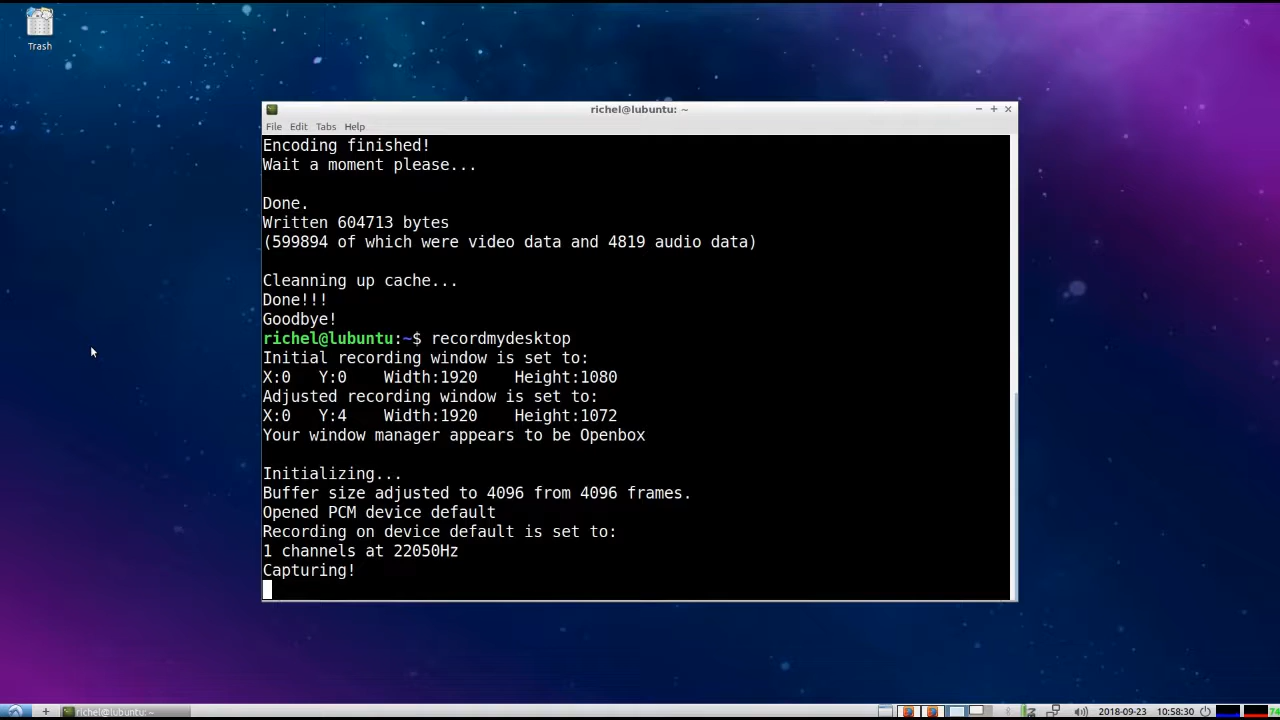 Trash
richel@lubuntu: ~
File Edit Tabs Help
Encoding finished!
Wait a moment please...
Done.
Written 604713 bytes
(599894 of which were video data and 4819 audio data)
Cleanning up cache...
Done!!!
Goodbye!
richel@lubuntu:~$ recordmydesktop
Initial recording window is set to:
X:0   Y:0    Width:1920    Height:1080
Adjusted recording window is set to:
X:0   Y:4    Width:1920    Height:1072
Your window manager appears to be Openbox
Initializing...
Buffer size adjusted to 4096 from 4096 frames.
Opened PCM device default
Recording on device default is set to:
1 channels at 22050Hz
Capturing!
richel@lubuntu: ~
2018-09-23 10:58:30
74